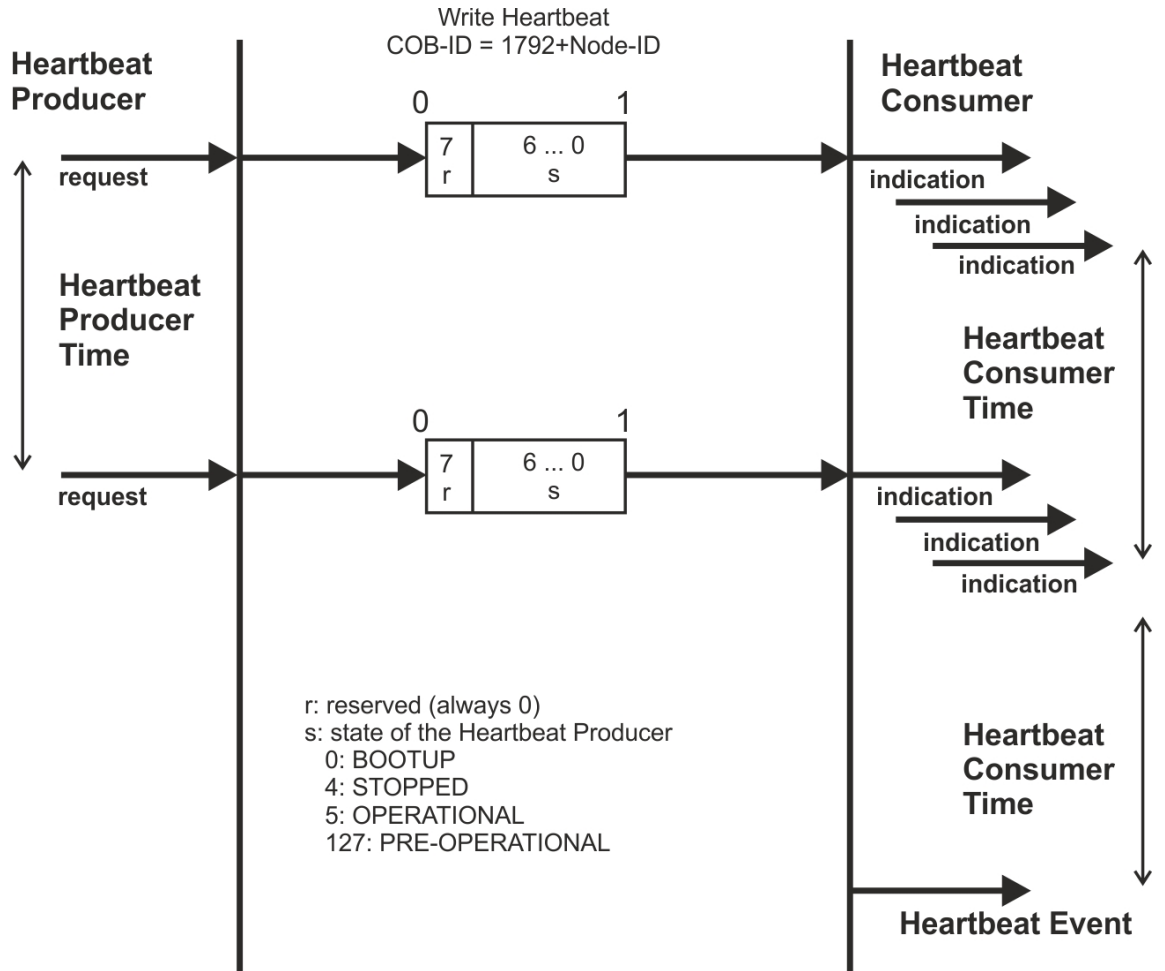 Write Heartbeat
COB-ID = 1792+Node-ID
Heartbeat
Producer
Heartbeat
Consumer
0 1
7 6 ... 0
r s
request
indication
indication
indication
Heartbeat
Producer
Time
Heartbeat
Consumer
Time
0 1
7 6 ... 0
r s
request
indication
indication
indication
r: reserved (always 0)
s: state of the Heartbeat Producer
0: BOOTUP
4: STOPPED
5: OPERATIONAL
127: PRE-OPERATIONAL
Heartbeat
Consumer
Time
Heartbeat Event